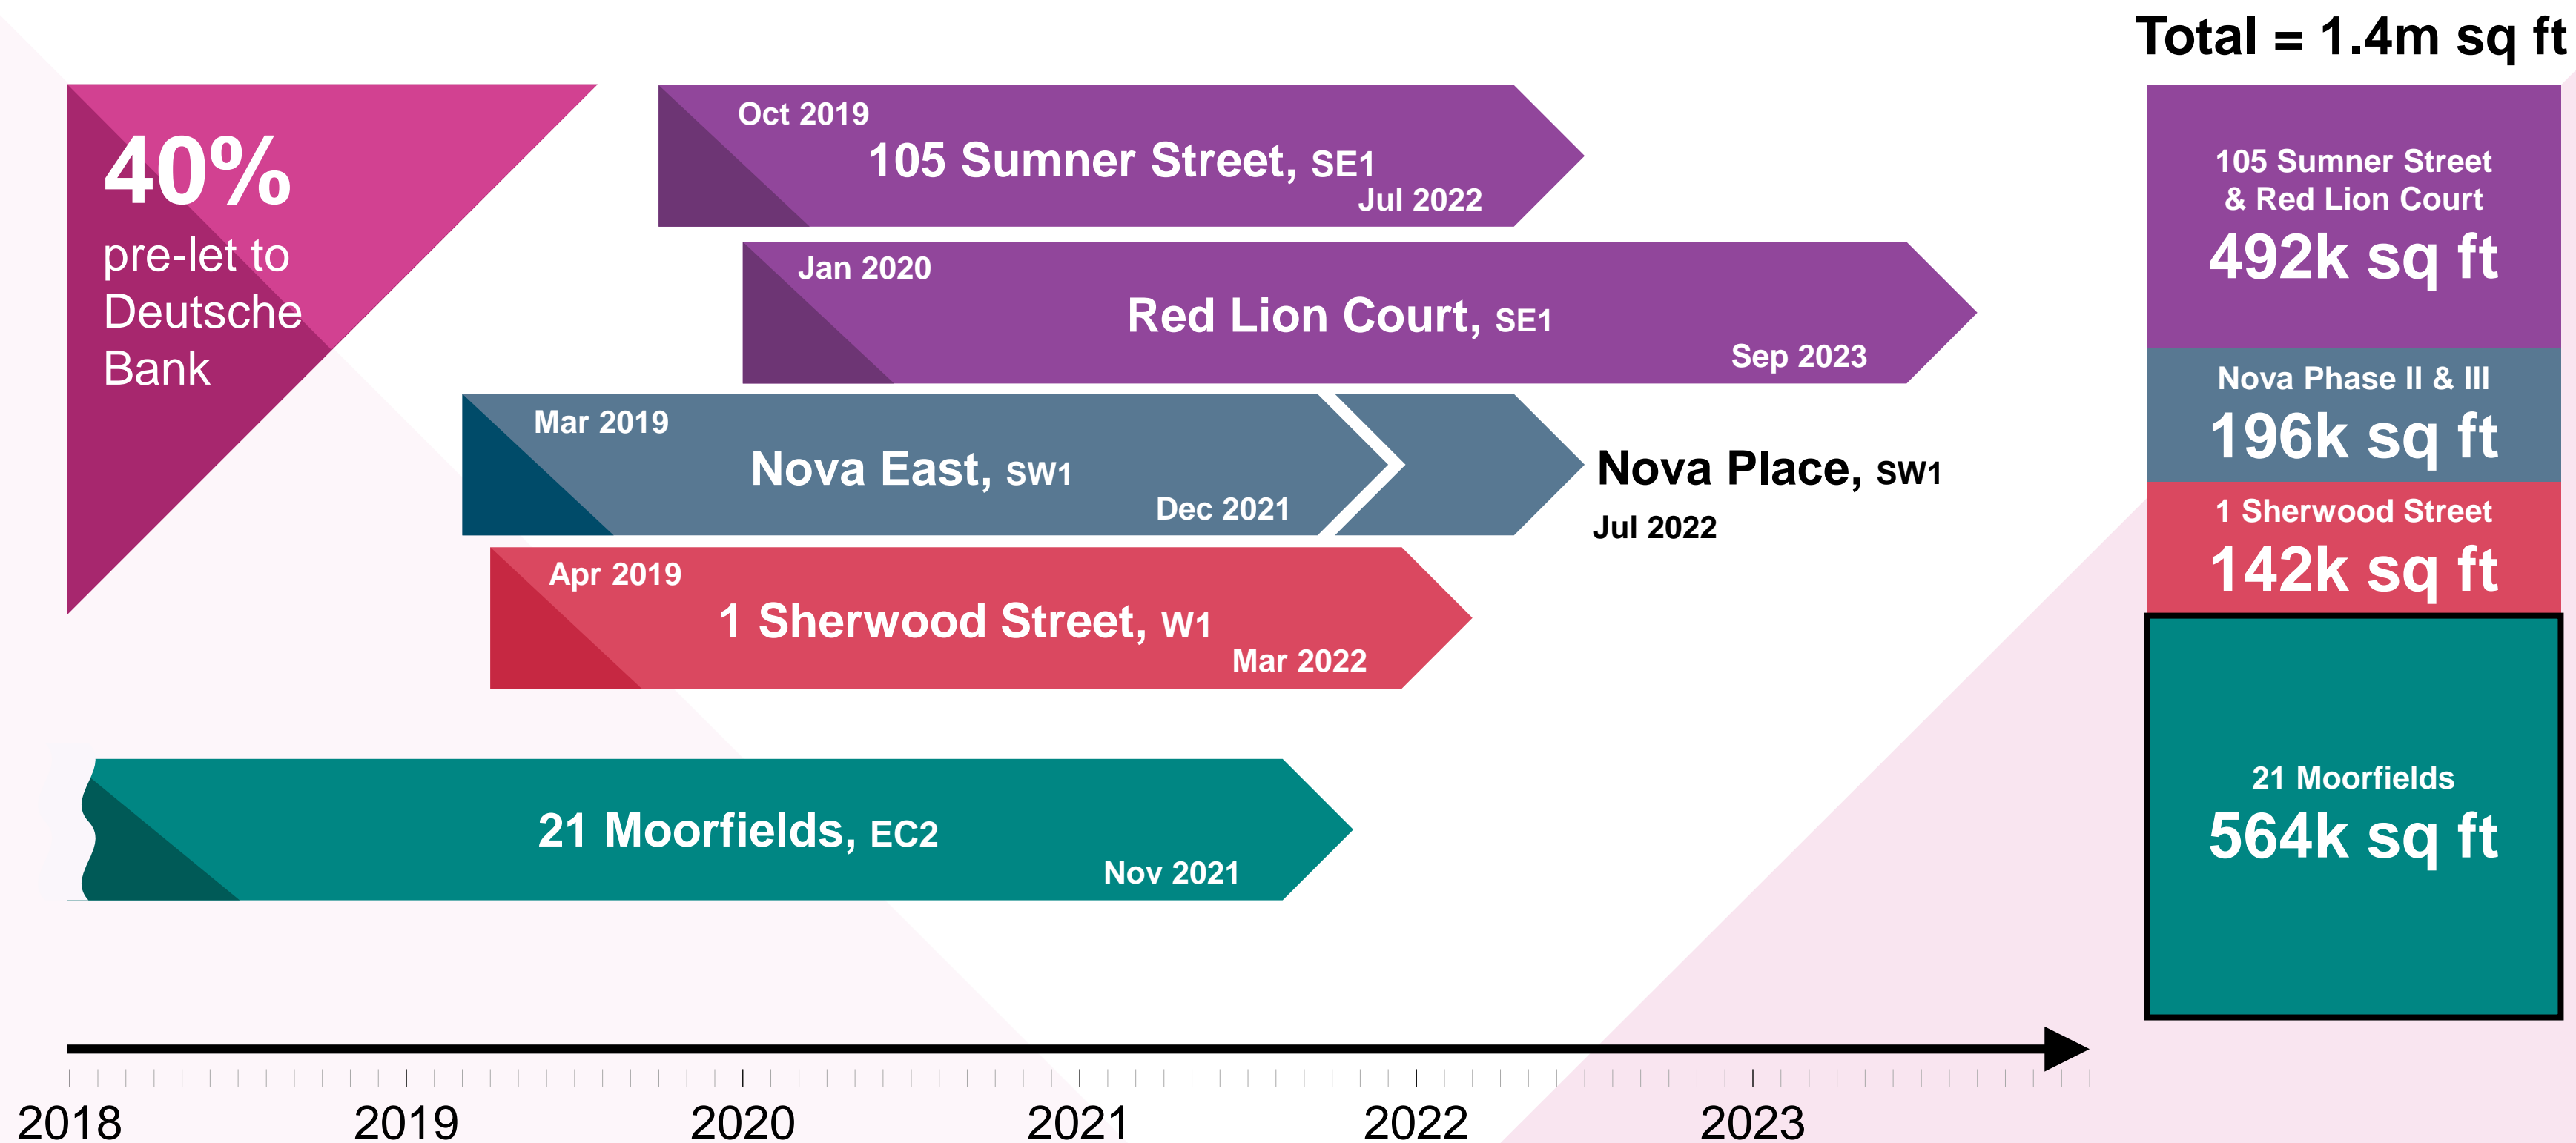 Total = 1.4m sq ft
40%
pre-let to
Deutsche
Bank
Oct 2019
105 Sumner Street, SE1
Jul 2022
Jan 2020
Red Lion Court, SE1
Sep 2023
Mar 2019
Nova East, SW1
Dec 2021
Nova Place, SW1
Jul 2022
Apr 2019
1 Sherwood Street, W1
Mar 2022
21 Moorfields, EC2
Nov 2021
105 Sumner Street
& Red Lion Court
492k sq ft
Nova Phase II & III
196k sq ft
1 Sherwood Street
142k sq ft
21 Moorfields
564k sq ft
2018 2019 2020 2021 2022 2023